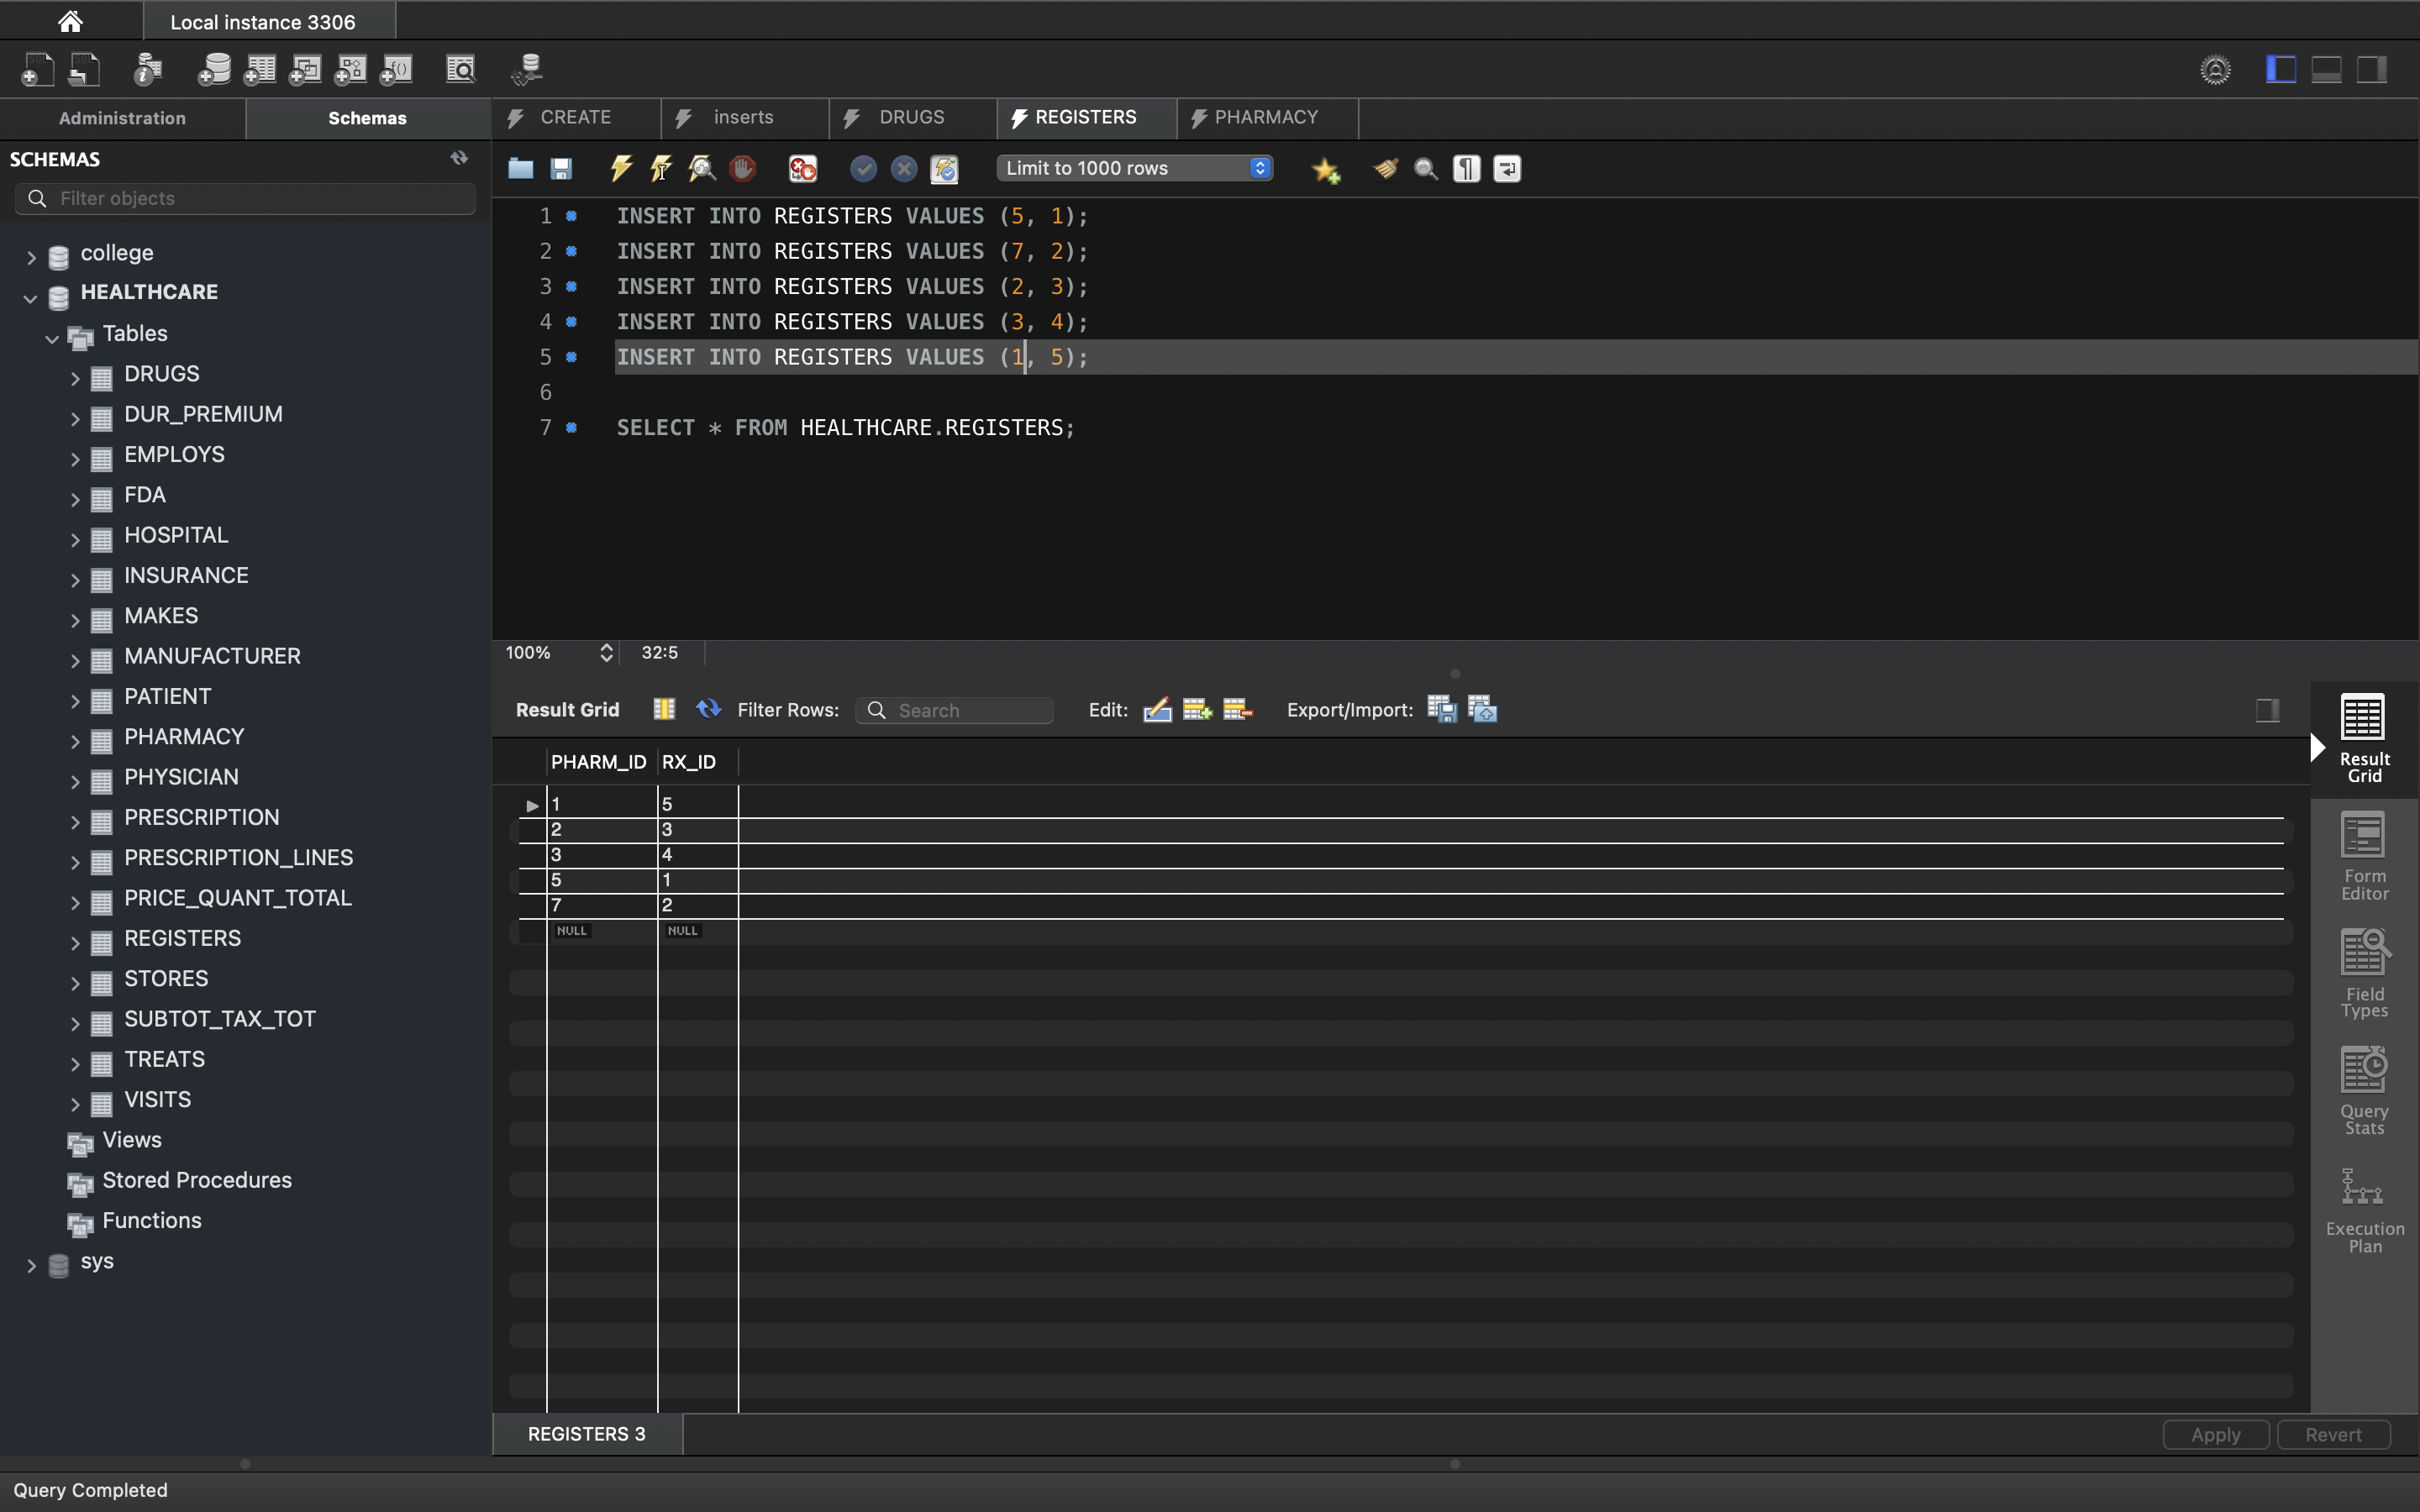 Local instance 3306
Administration
Schemas
CREATE
inserts
DRUGS
REGISTERS
PHARMACY
SCHEMAS
Filter objects
Limit to 1000 rows
college
HEALTHCARE
Tables
DRUGS
DUR_PREMIUM
EMPLOYS
FDA
HOSPITAL
INSURANCE
MAKES
MANUFACTURER
PATIENT
PHARMACY
PHYSICIAN
PRESCRIPTION
PRESCRIPTION_LINES
PRICE_QUANT_TOTAL
REGISTERS
STORES
SUBTOT_TAX_TOT
TREATS
VISITS
Views
Stored Procedures
Functions
sys
1 INSERT INTO REGISTERS VALUES (5, 1);
2 INSERT INTO REGISTERS VALUES (7, 2);
3 INSERT INTO REGISTERS VALUES (2, 3);
4 INSERT INTO REGISTERS VALUES (3, 4);
5 INSERT INTO REGISTERS VALUES (1, 5);
6
7 SELECT * FROM HEALTHCARE.REGISTERS;
100% 32:5
Result Grid Filter Rows: Search Edit: Export/Import:
PHARM_ID RX_ID
1 5
2 3
3 4
5 1
7 2
NULL NULL
Result
Grid
Form
Editor
Field
Types
Query
Stats
Execution
Plan
REGISTERS 3
Apply
Revert
Query Completed